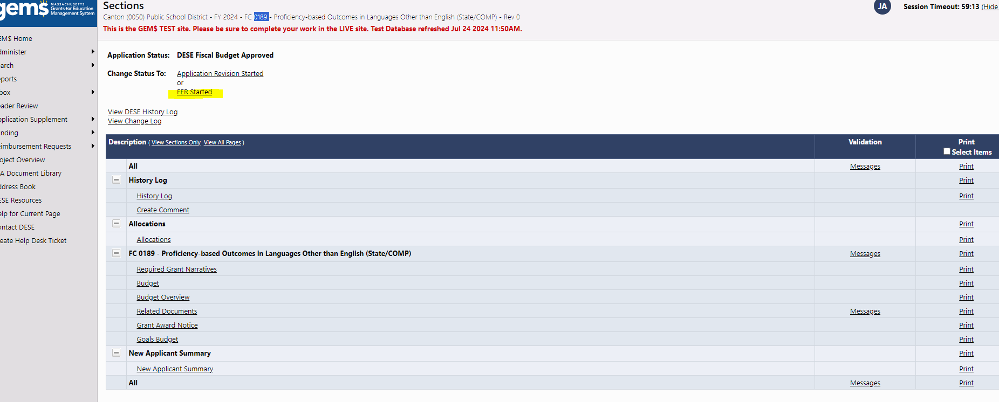 gem$
MASSACHUSETTS
Grants for Education
Management System
Sections
Canton (0050) Public School District - FY 2024 - FC 0189 - Proficiency-based Outcomes in Languages Other than English (State/COMP) - Rev 0
This is the GEM$ TEST site. Please be sure to complete your work in the LIVE site. Test Database refreshed Jul 24 2024 11:50AM.
JA
Session Timeout: 59:13 (Hide
EM$ Home
dminister
arch
eports
box
eader Review
pplication Supplement
nding
eimbursement Requests
oject Overview
A Document Library
ddress Book
ESE Resources
elp for Current Page
ontact DESE
reate Help Desk Ticket
Application Status: DESE Fiscal Budget Approved
Change Status To: Application Revision Started
or
FER Started
View DESE History Log
View Change Log
Description ( View Sections Only View All Pages ) Validation Print
Select Items
All Messages Print
History Log Print
History Log Print
Create Comment
Allocations Print
Allocations Print
FC 0189 - Proficiency-based Outcomes in Languages Other than English (State/COMP) Messages Print
Required Grant Narratives Print
Budget Print
Budget Overview Print
Related Documents Messages Print
Grant Award Notice Print
Goals Budget Print
New Applicant Summary Print
New Applicant Summary Print
All Messages Print